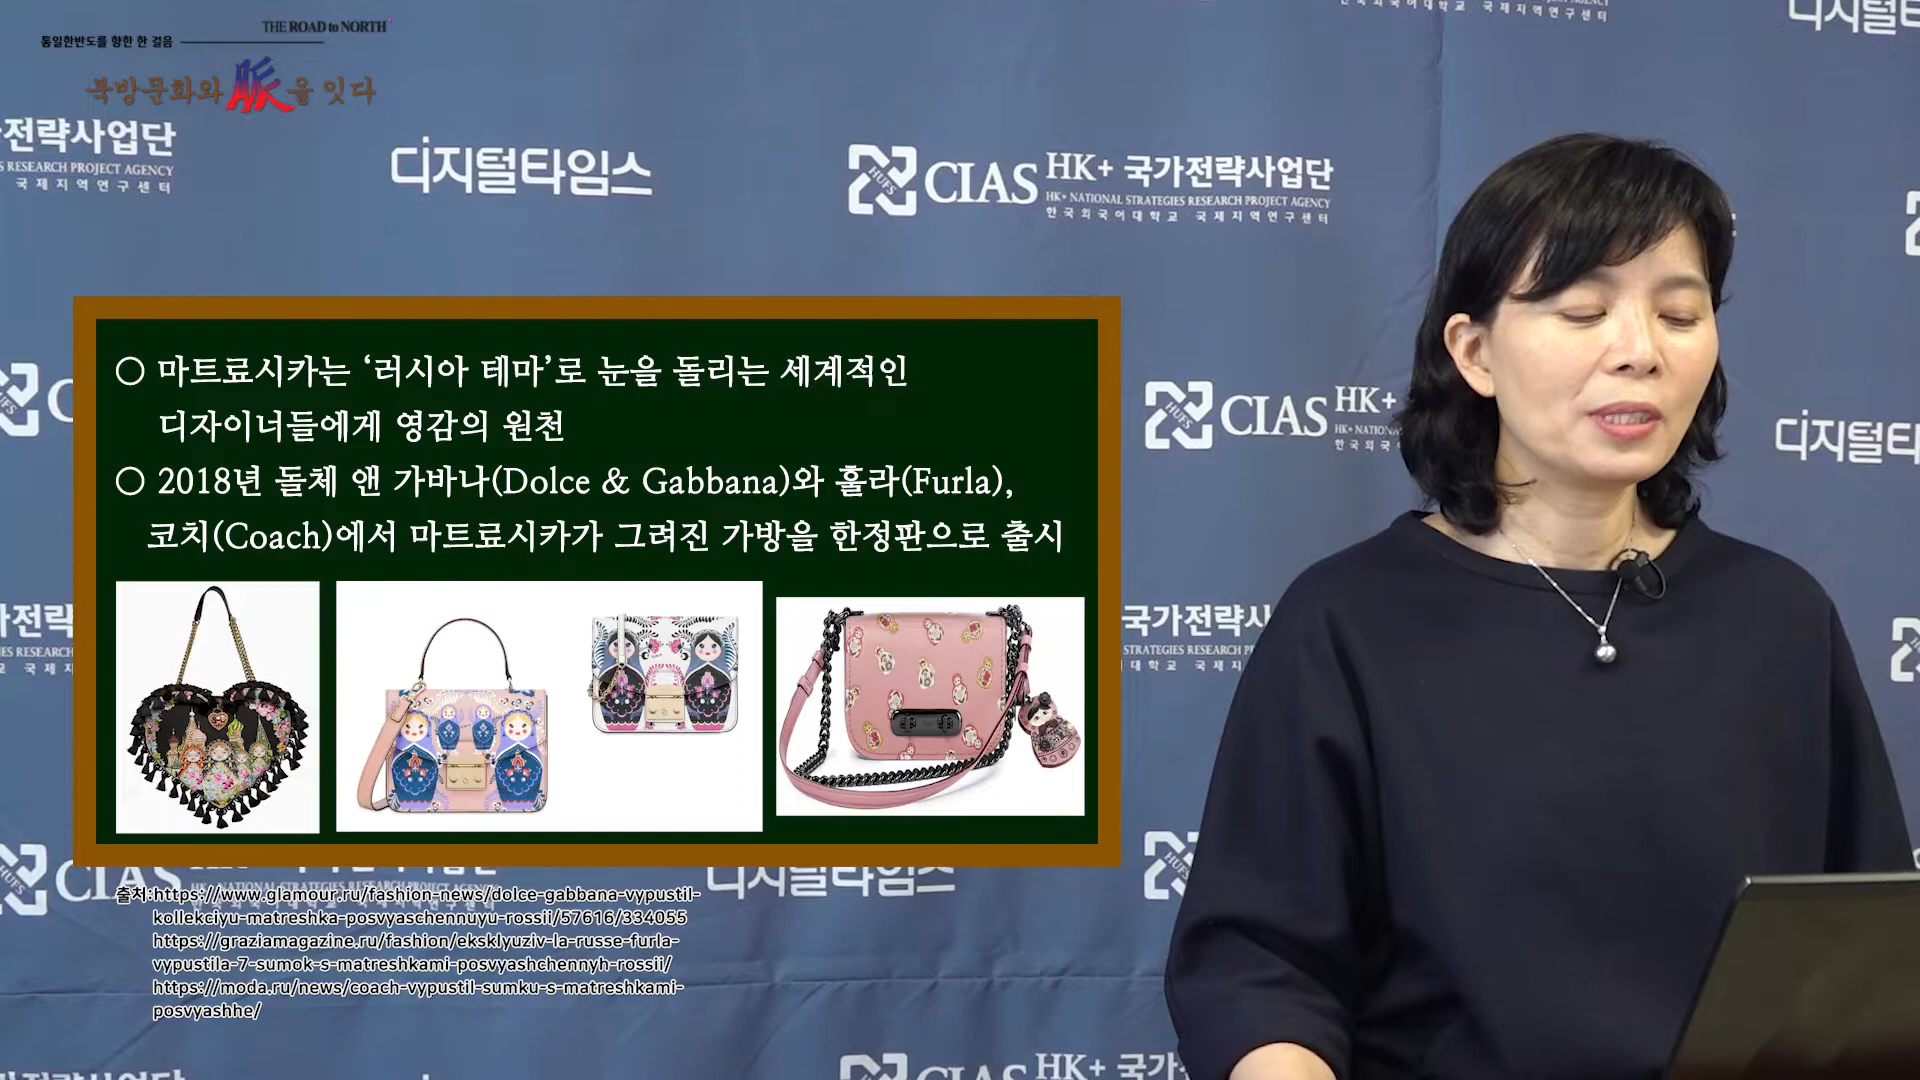 THE ROAD to NORTH
통일한반도를 향한 한 걸음
북방문화와 脈을 잇다
디지털타
전략사업단
RESEARCH PROJECT AGENCY
국제지역연구센터
디지털타임스
HUFS CIAS HK+ 국가전략사업단
HK+ NATIONAL STRATEGIES RESEARCH PROJECT AGENCY
한국외국어대학교 국제지역연구센터
○ 마트료시카는 ‘러시아 테마’로 눈을 돌리는 세계적인
디자이너들에게 영감의 원천
○ 2018년 돌체 앤 가바나(Dolce & Gabbana)와 훌라(Furla),
코치(Coach)에서 마트료시카가 그려진 가방을 한정판으로 출시
HUFS CIAS HK+
디지털
국가전략사
STRATEGIES RESEARCH
출처:https://www.glamour.ru/fashion-news/dolce-gabbana-vypustil-
kollekciyu-matreshka-posvyaschennuyu-rossii/57616/334055
https://graziamagazine.ru/fashion/eksklyuziv-la-russe-furla-
vypustila-7-sumok-s-matreshkami-posvyashchennyh-rossii/
https://moda.ru/news/coach-vypustil-sumku-s-matreshkami-
posvyashhe/
디지털타임스
CIAS HK+ 국가